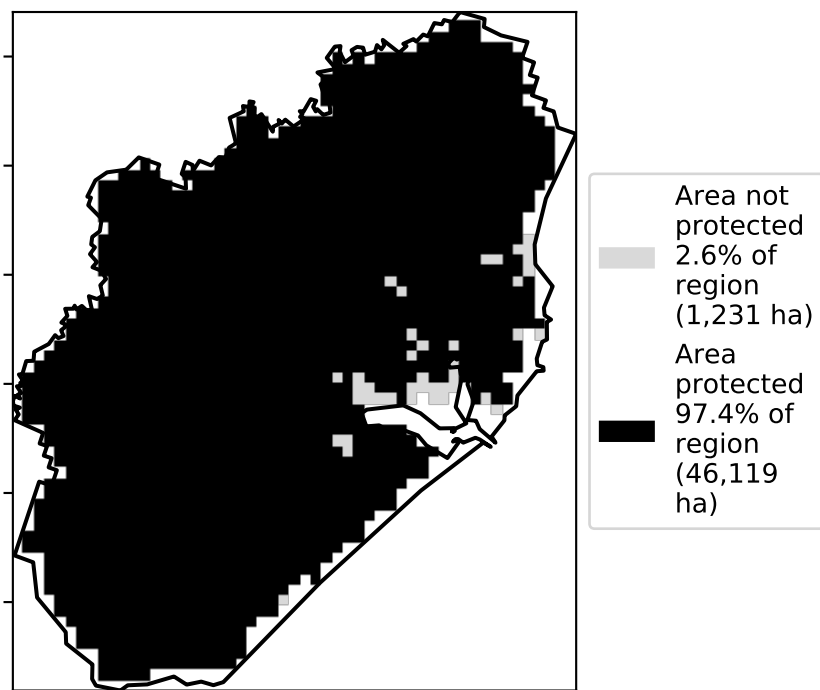 Area not
protected
2.6% of
region
(1,231 ha)
Area
protected
97.4% of
region
(46,119
ha)